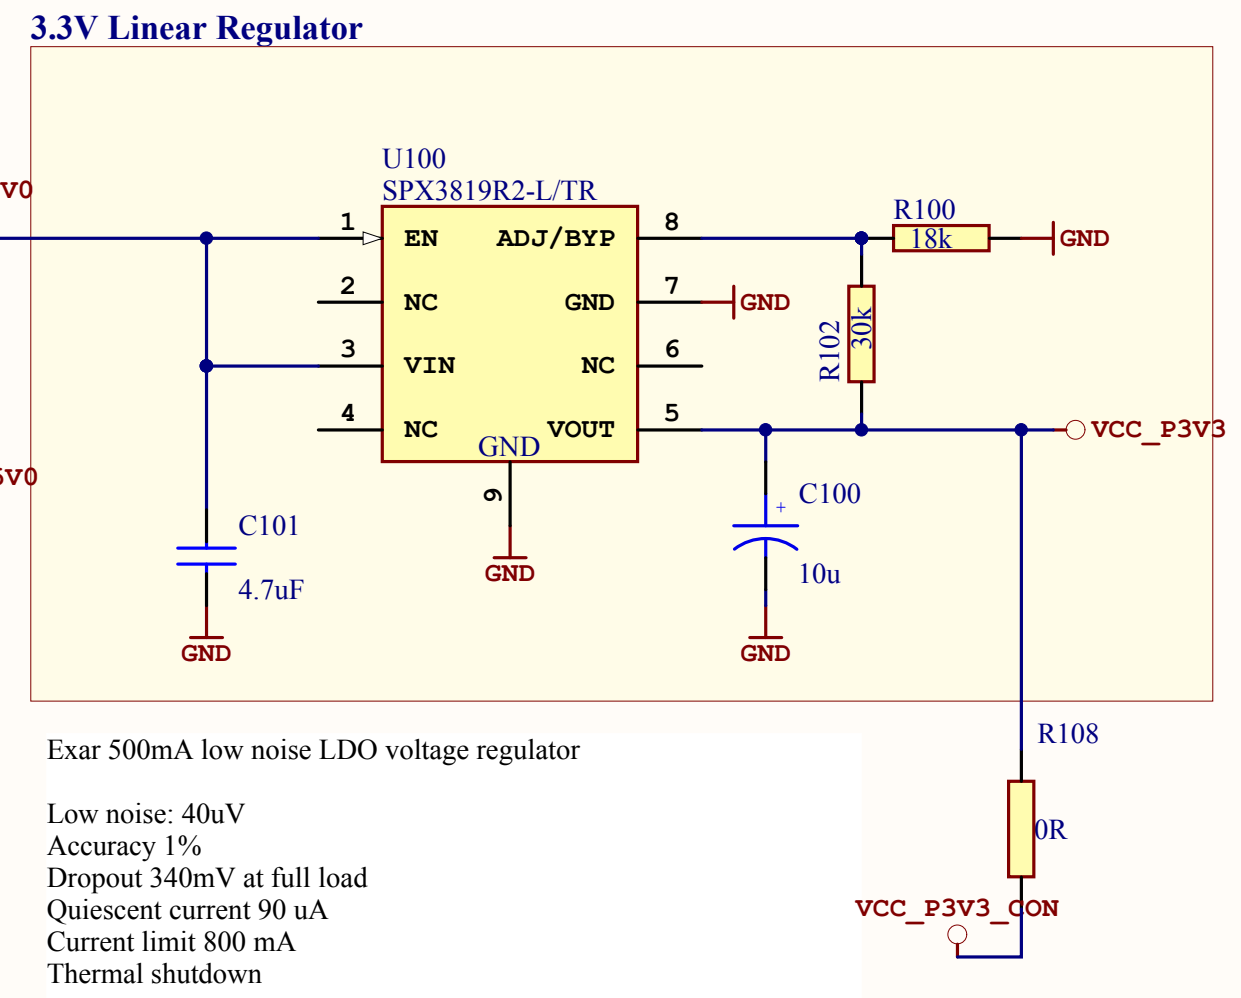 3.3V Linear Regulator
V0
U100
SPX3819R2-L/TR
1
EN
ADJ/BYP
8
R100
18k
GND
2
NC
GND
7
GND
R102
30k
3
VIN
NC
6
4
NC
VOUT
5
VCC_P3V3
GND
9
GND
5V0
C101
4.7uF
GND
+
C100
10u
GND
R108
0R
VCC_P3V3_CON
Exar 500mA low noise LDO voltage regulator
Low noise: 40uV
Accuracy 1%
Dropout 340mV at full load
Quiescent current 90 uA
Current limit 800 mA
Thermal shutdown